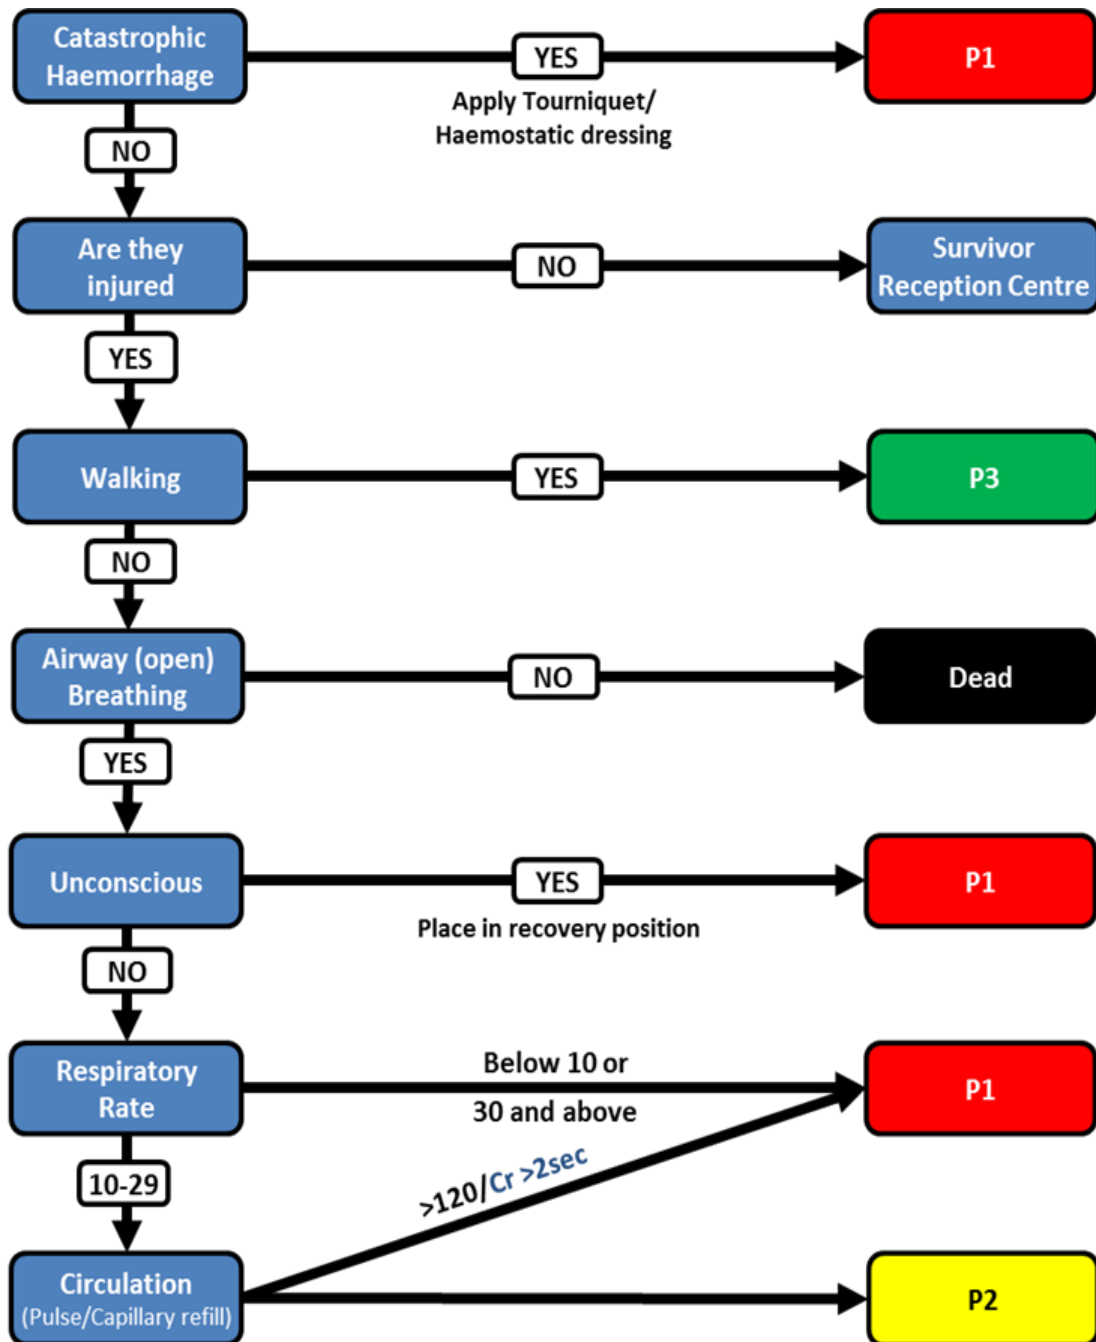 Catastrophic
Haemorrhage
YES
Apply Tourniquet/
Haemostatic dressing
P1
NO
Are they
injured
NO
Survivor
Reception Centre
YES
Walking
YES
P3
NO
Airway (open)
Breathing
NO
Dead
YES
Unconscious
YES
Place in recovery position
P1
NO
Respiratory
Rate
Below 10 or
30 and above
P1
>120/Cr >2sec
10-29
Circulation
(Pulse/Capillary refill)
P2